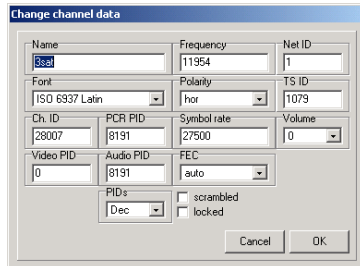 Change channel data
Name Frequency Net ID
3sat 11954 1
Font Polarity TS ID
ISO 6937 Latin hor 1079
Ch. ID PCR PID Symbol rate Volume
28007 8191 27500 0
Video PID Audio PID FEC
0 8191 auto
PIDs
Dec
scrambled
locked
Cancel OK